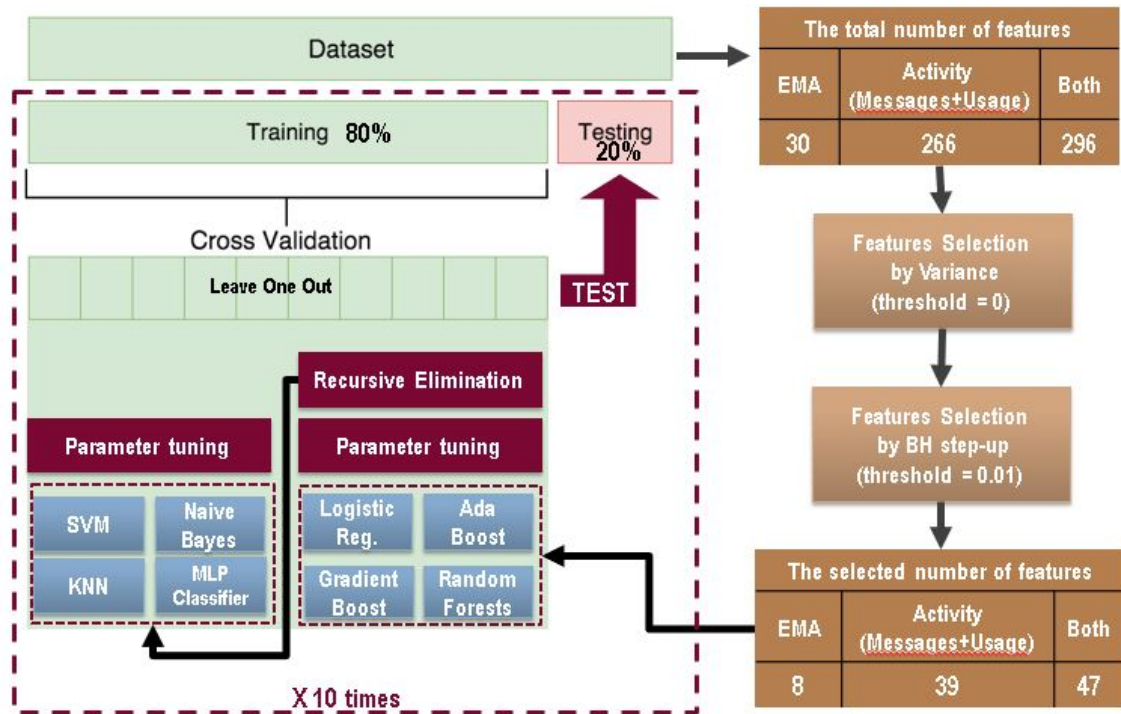 Dataset
Training 80%
Testing
20%
Cross Validation
Leave One Out
TEST
Recursive Elimination
Parameter tuning
Parameter tuning
SVM
Naive
Bayes
KNN
MLP
Classifier
Logistic
Reg.
Ada
Boost
Gradient
Boost
Random
Forests
X 10 times
The total number of features
EMA
Activity
(Messages+Usage)
Both
30
266
296
Features Selection
by Variance
(threshold = 0)
Features Selection
by BH step-up
(threshold = 0.01)
The selected number of features
EMA
Activity
(Messages+Usage)
Both
8
39
47